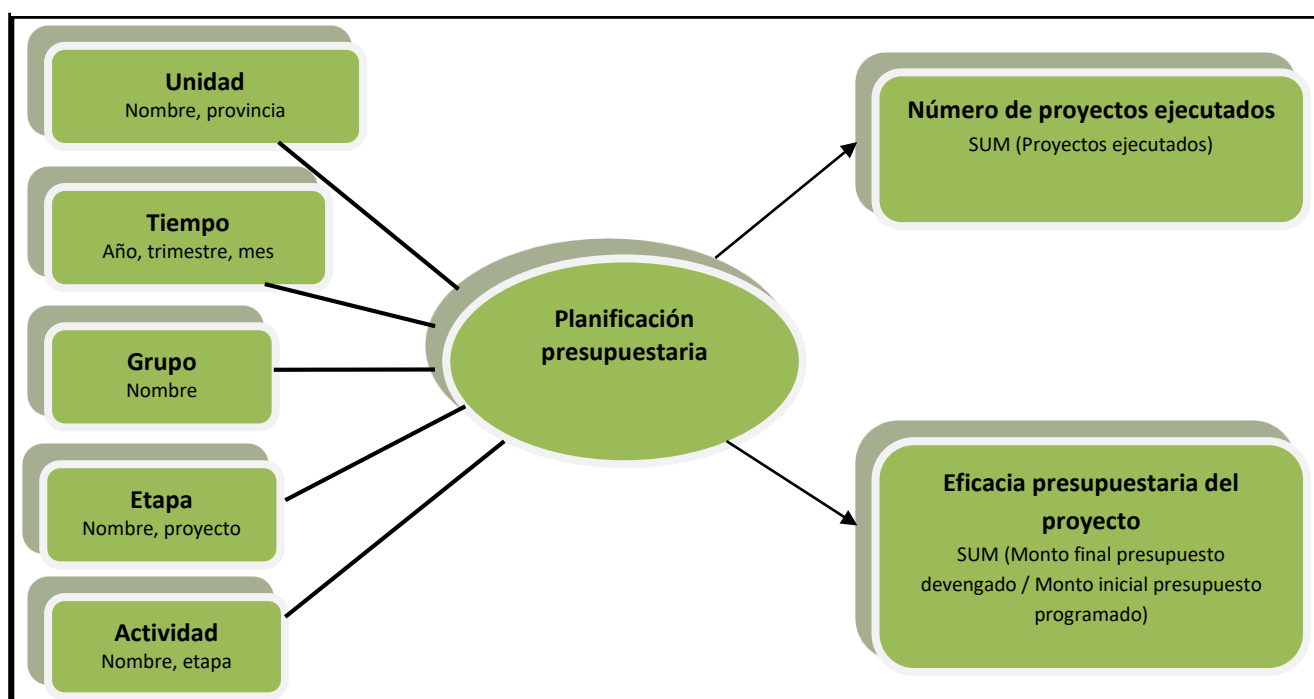 Unidad
Nombre, provincia
Tiempo
Año, trimestre, mes
Grupo
Nombre
Etapa
Nombre, proyecto
Actividad
Nombre, etapa
Planificación
presupuestaria
Número de proyectos ejecutados
SUM (Proyectos ejecutados)
Eficacia presupuestaria del
proyecto
SUM (Monto final presupuesto
devengado / Monto inicial presupuesto
programado)